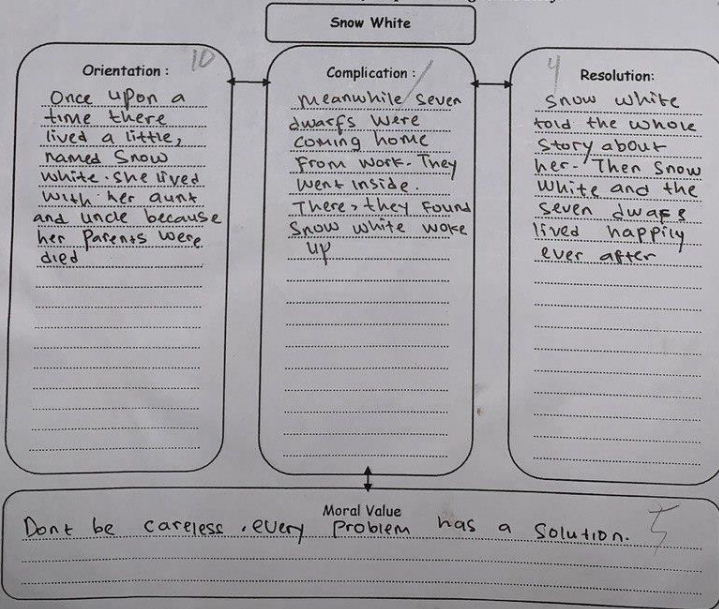 Snow White
Orientation :
10
Once upon a
time there
lived a little,
named Snow
white. she lived
with her aunt
and uncle because
her parents were
died
Complication :
/
Meanwhile seven
dwarfs were
coming home
From work. They
went inside.
There, they Found
Snow white woke
up
Resolution:
4
Snow white
told the whole
story about
her. Then Snow
white and the
seven dwafs
lived happily
ever after
Moral Value
5
Dont be careless. every problem has a solution.